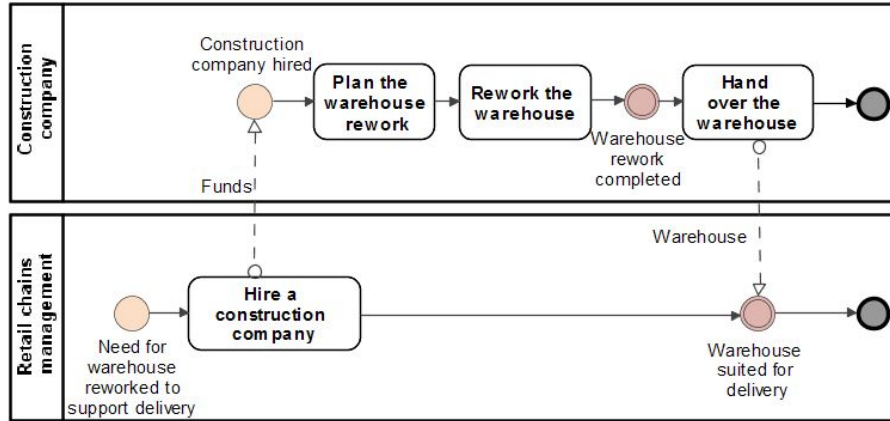 Construction
company
Construction
company hired
Plan the
warehouse
rework
Rework the
warehouse
Warehouse
rework
completed
Hand
over the
warehouse
Funds
Warehouse
Retail chains
management
Need for
warehouse
reworked to
support delivery
Hire a
construction
company
Warehouse
suited for
delivery